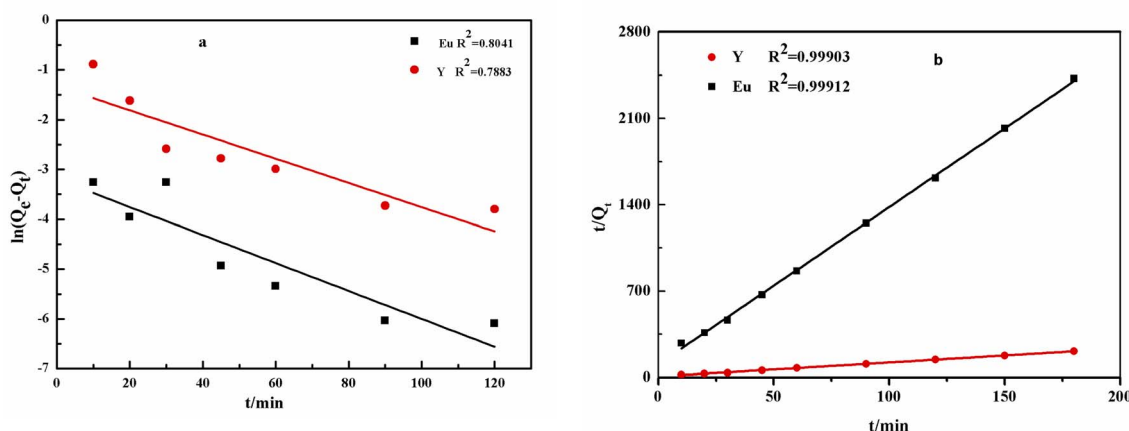 0
-1
-2
-3
-4
-5
-6
-7
ln(Qe-Qt)
a
Eu R²=0.8041
Y R²=0.7883
0 20 40 60 80 100 120
t/min
2800
2100
1400
700
0
t/Qt
b
Y R²=0.99903
Eu R²=0.99912
0 50 100 150 200
t/min